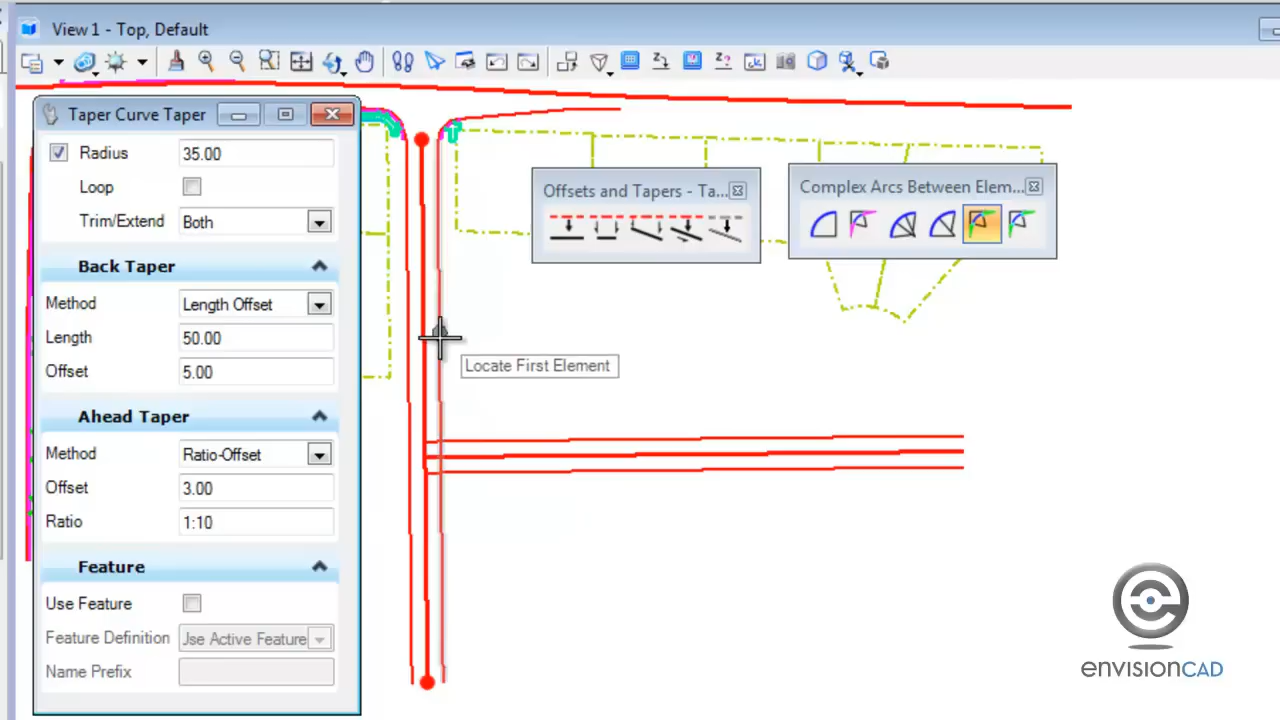 View 1 - Top, Default
Taper Curve Taper
Radius 35.00
Loop
Trim/Extend Both
Back Taper
Method Length Offset
Length 50.00
Offset 5.00
Ahead Taper
Method Ratio-Offset
Offset 3.00
Ratio 1:10
Feature
Use Feature
Feature Definition Jse Active Feature
Name Prefix
Offsets and Tapers - Ta...
Complex Arcs Between Elem...
Locate First Element
envisionCAD